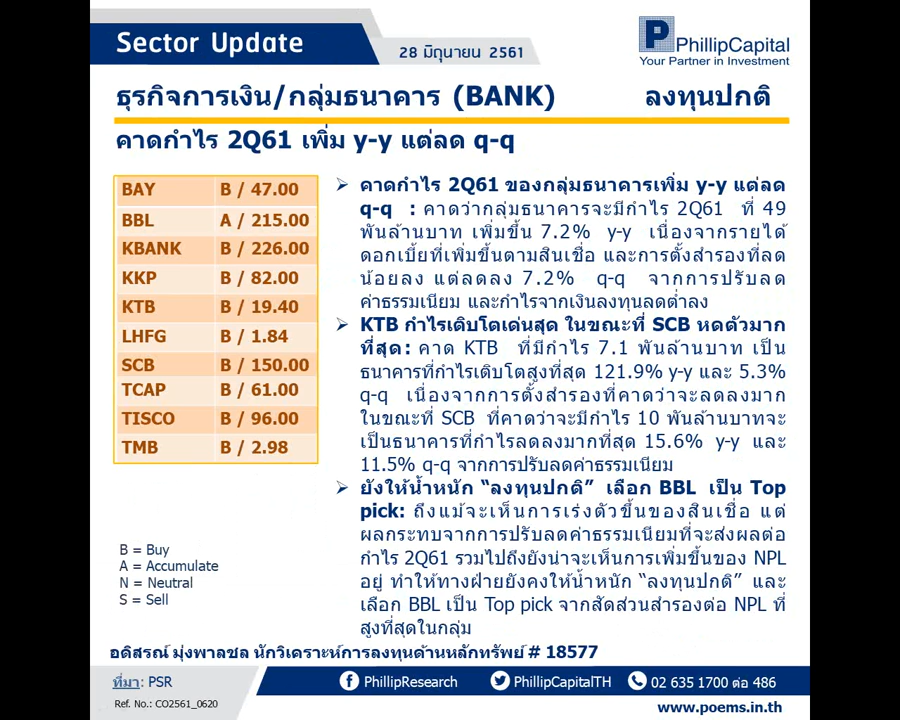 Sector Update
28 มิถุนายน 2561
PhillipCapital
Your Partner in Investment
ธุรกิจการเงิน/กลุ่มธนาคาร (BANK)
ลงทุนปกติ
คาดกำไร 2Q61 เพิ่ม y-y แต่ลด q-q
BAY B / 47.00
BBL A / 215.00
KBANK B / 226.00
KKP B / 82.00
KTB B / 19.40
LHFG B / 1.84
SCB B / 150.00
TCAP B / 61.00
TISCO B / 96.00
TMB B / 2.98
B = Buy
A = Accumulate
N = Neutral
S = Sell
➢ คาดกำไร 2Q61 ของกลุ่มธนาคารเพิ่ม y-y แต่ลด
q-q : คาดว่ากลุ่มธนาคารจะมีกำไร 2Q61 ที่ 49
พันล้านบาท เพิ่มขึ้น 7.2% y-y เนื่องจากรายได้
ดอกเบี้ยที่เพิ่มขึ้นตามสินเชื่อ และการตั้งสำรองที่ลด
น้อยลง แต่ลดลง 7.2% q-q จากการปรับลด
ค่าธรรมเนียม และกำไรจากเงินลงทุนลดต่ำลง
➢ KTB กำไรเติบโตเด่นสุด ในขณะที่ SCB หดตัวมาก
ที่สุด: คาด KTB ที่มีกำไร 7.1 พันล้านบาท เป็น
ธนาคารที่กำไรเติบโตสูงที่สุด 121.9% y-y และ 5.3%
q-q เนื่องจากการตั้งสำรองที่คาดว่าจะลดลงมาก
ในขณะที่ SCB ที่คาดว่าจะมีกำไร 10 พันล้านบาทจะ
เป็นธนาคารที่กำไรลดลงมากที่สุด 15.6% y-y และ
11.5% q-q จากการปรับลดค่าธรรมเนียม
➢ ยังให้น้ำหนัก “ลงทุนปกติ” เลือก BBL เป็น Top
pick: ถึงแม้จะเห็นการเร่งตัวขึ้นของสินเชื่อ แต่
ผลกระทบจากการปรับลดค่าธรรมเนียมที่จะส่งผลต่อ
กำไร 2Q61 รวมไปถึงยังน่าจะเห็นการเพิ่มขึ้นของ NPL
อยู่ ทำให้ทางฝ่ายยังคงให้น้ำหนัก “ลงทุนปกติ” และ
เลือก BBL เป็น Top pick จากสัดส่วนสำรองต่อ NPL ที่
สูงที่สุดในกลุ่ม
อดิสรณ์ มุ่งพาลชล นักวิเคราะห์การลงทุนด้านหลักทรัพย์ # 18577
ที่มา: PSR
Ref. No.: CO2561_0620
PhillipResearch
PhillipCapitalTH
02 635 1700 ต่อ 486
www.poems.in.th